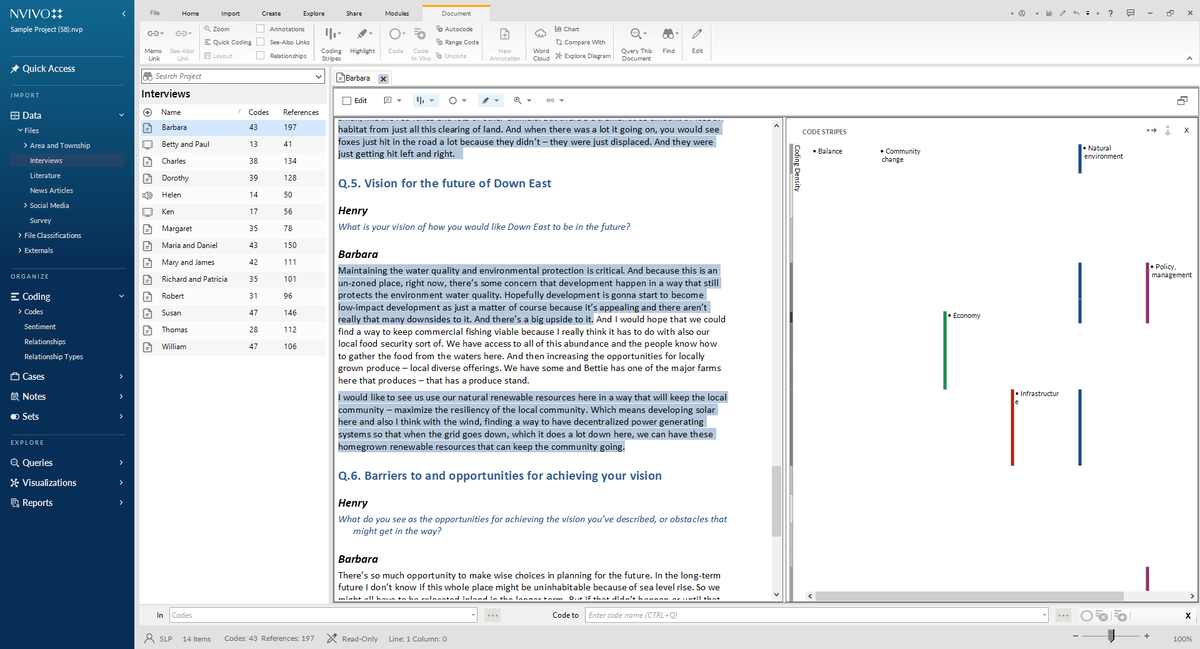 NVIVO
Sample Project (58).nvp
Quick Access
IMPORT
Data
Files
Area and Township
Interviews
Literature
News Articles
Social Media
Survey
File Classifications
Externals
ORGANIZE
Coding
Codes
Sentiment
Relationships
Relationship Types
Cases
Notes
Sets
EXPLORE
Queries
Visualizations
Reports
File Home Import Create Explore Share Modules Document
Memo Link
See-Also Link
Zoom
Quick Coding
Layout
Annotations
See-Also Links
Relationships
Coding Stripes
Highlight
Code
Code In Vivo
Autocode
Range Code
Uncode
New Annotation
Word Cloud
Chart
Compare With
Explore Diagram
Query This Document
Find
Edit
Search Project
Interviews
Name Codes References
Barbara 43 197
Betty and Paul 13 41
Charles 38 134
Dorothy 39 128
Helen 14 50
Ken 17 56
Margaret 35 78
Maria and Daniel 43 150
Mary and James 42 111
Richard and Patricia 35 101
Robert 31 96
Susan 47 146
Thomas 28 112
William 47 106
Barbara
Edit
habitat from just all this clearing of land. And when there was a lot it going on, you would see
foxes just hit in the road a lot because they didn't – they were just displaced. And they were
just getting hit left and right.
Q.5. Vision for the future of Down East
Henry
What is your vision of how you would like Down East to be in the future?
Barbara
Maintaining the water quality and environmental protection is critical. And because this is an
un-zoned place, right now, there's some concern that development happen in a way that still
protects the environment water quality. Hopefully development is gonna start to become
low-impact development as just a matter of course because it's appealing and there aren't
really that many downsides to it. And there's a big upside to it. And I would hope that we could
find a way to keep commercial fishing viable because I really think it has to do with also our
local food security sort of. We have access to all of this abundance and the people know how
to gather the food from the waters here. And then increasing the opportunities for locally
grown produce – local diverse offerings. We have some and Bettie has one of the major farms
here that produces – that has a produce stand.
I would like to see us use our natural renewable resources here in a way that will keep the local
community – maximize the resiliency of the local community. Which means developing solar
here and also I think with the wind, finding a way to have decentralized power generating
systems so that when the grid goes down, which it does a lot down here, we can have these
homegrown renewable resources that can keep the community going.
Q.6. Barriers to and opportunities for achieving your vision
Henry
What do you see as the opportunities for achieving the vision you've described, or obstacles that
might get in the way?
Barbara
There's so much opportunity to make wise choices in planning for the future. In the long-term
future I don't know if this whole place might be uninhabitable because of sea level rise. So we
CODE STRIPES
Coding Density
Balance
Community
change
Natural
environment
Policy,
management
Economy
Infrastructur
e
In Codes
Code to Enter code name (CTRL+Q)
SLP 14 Items Codes: 43 References: 197 Read-Only Line: 1 Column: 0
100%